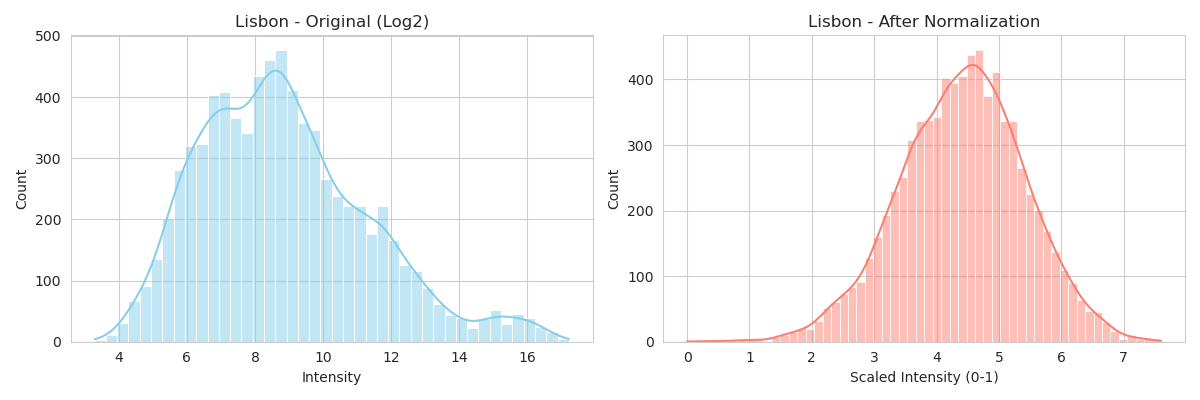 Lisbon - Original (Log2)
500
400
300
200
100
0
Count
4 6 8 10 12 14 16
Intensity
Lisbon - After Normalization
400
300
200
100
0
Count
0 1 2 3 4 5 6 7
Scaled Intensity (0-1)